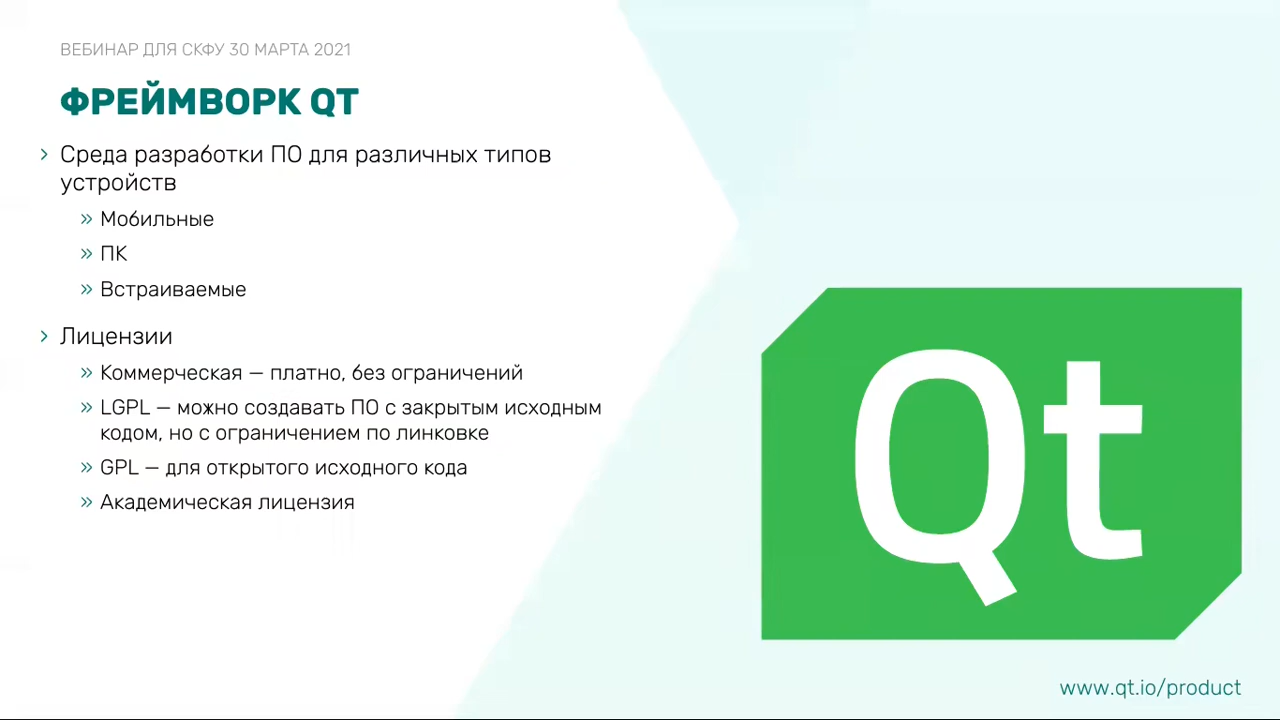 ВЕБИНАР ДЛЯ СКФУ 30 МАРТА 2021
ФРЕЙМВОРК QT
› Среда разработки ПО для различных типов
устройств
» Мобильные
» ПК
» Встраиваемые
› Лицензии
» Коммерческая — платно, без ограничений
» LGPL — можно создавать ПО с закрытым исходным
кодом, но с ограничением по линковке
» GPL — для открытого исходного кода
» Академическая лицензия
Qt
www.qt.io/product